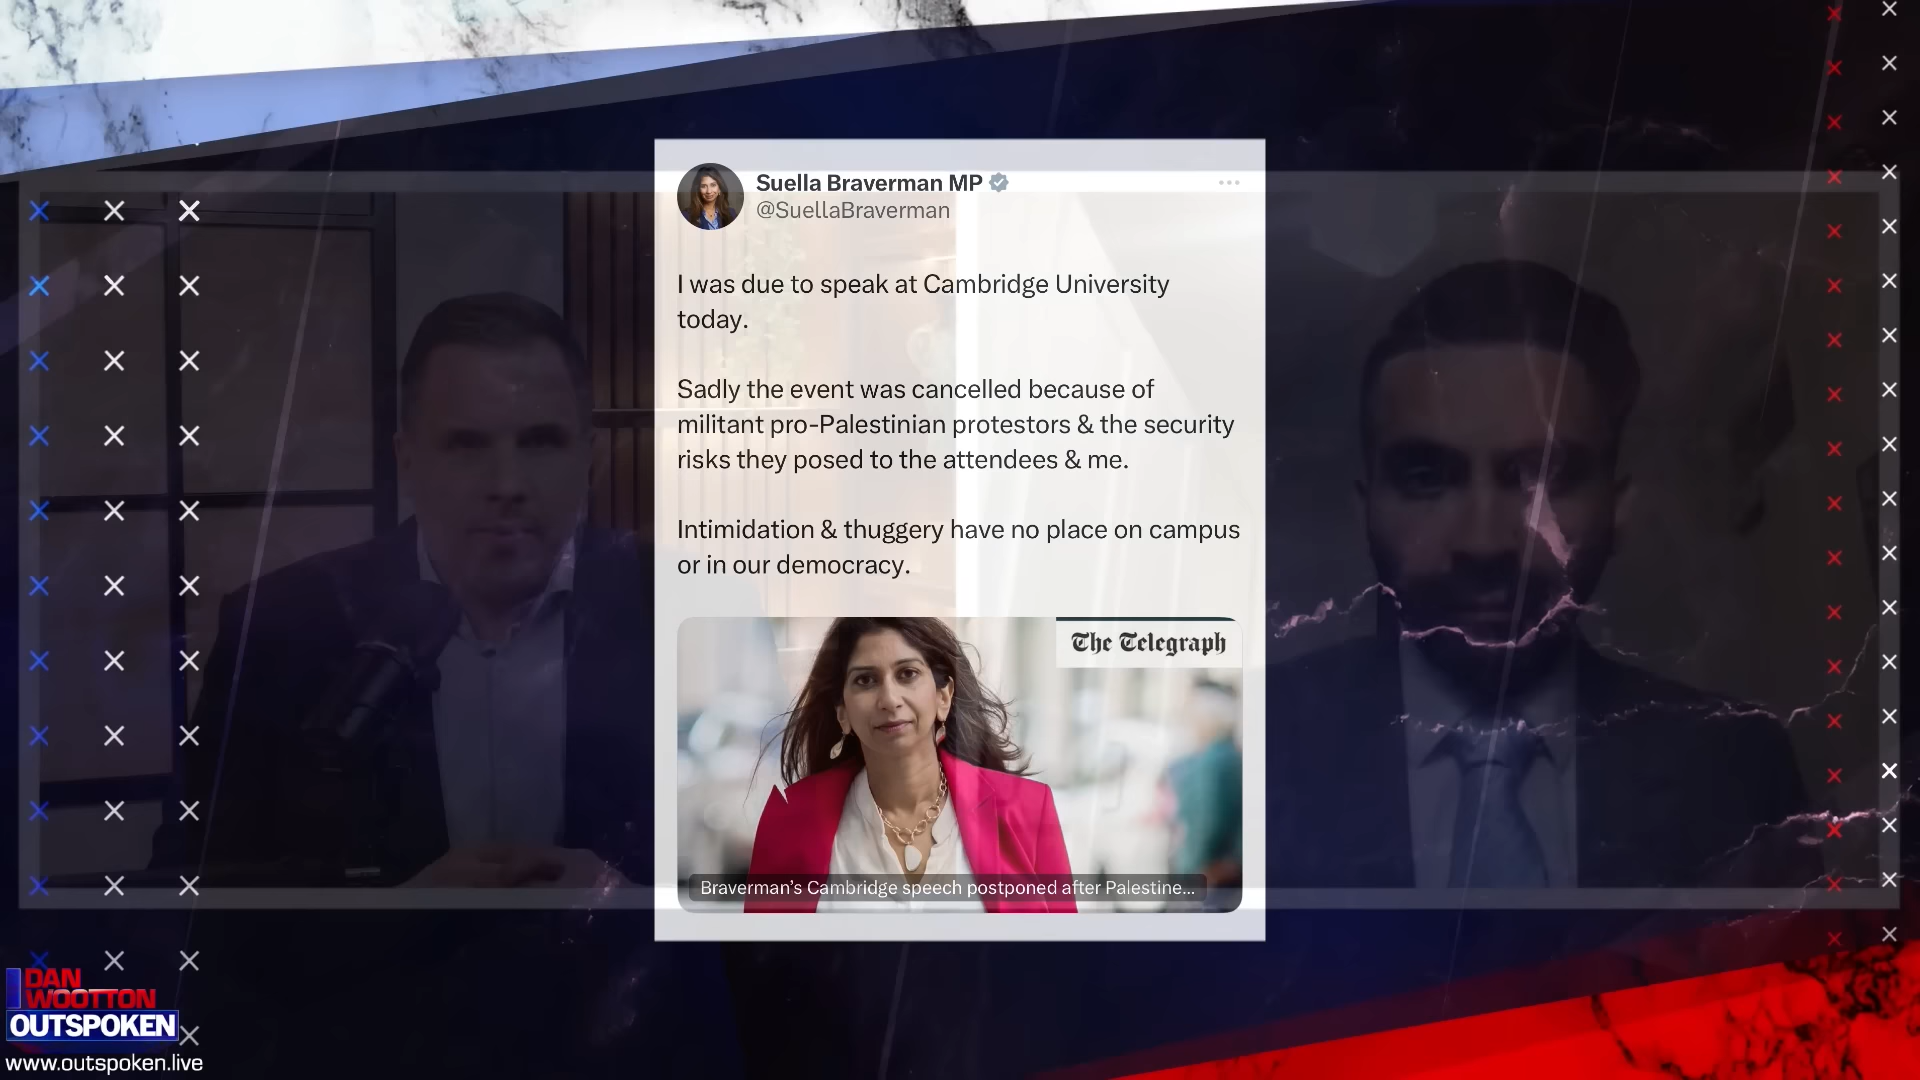 Suella Braverman MP
@SuellaBraverman
I was due to speak at Cambridge University
today.
Sadly the event was cancelled because of
militant pro-Palestinian protestors & the security
risks they posed to the attendees & me.
Intimidation & thuggery have no place on campus
or in our democracy.
The Telegraph
Braverman’s Cambridge speech postponed after Palestine...
DAN
WOOTTON
OUTSPOKEN
www.outspoken.live